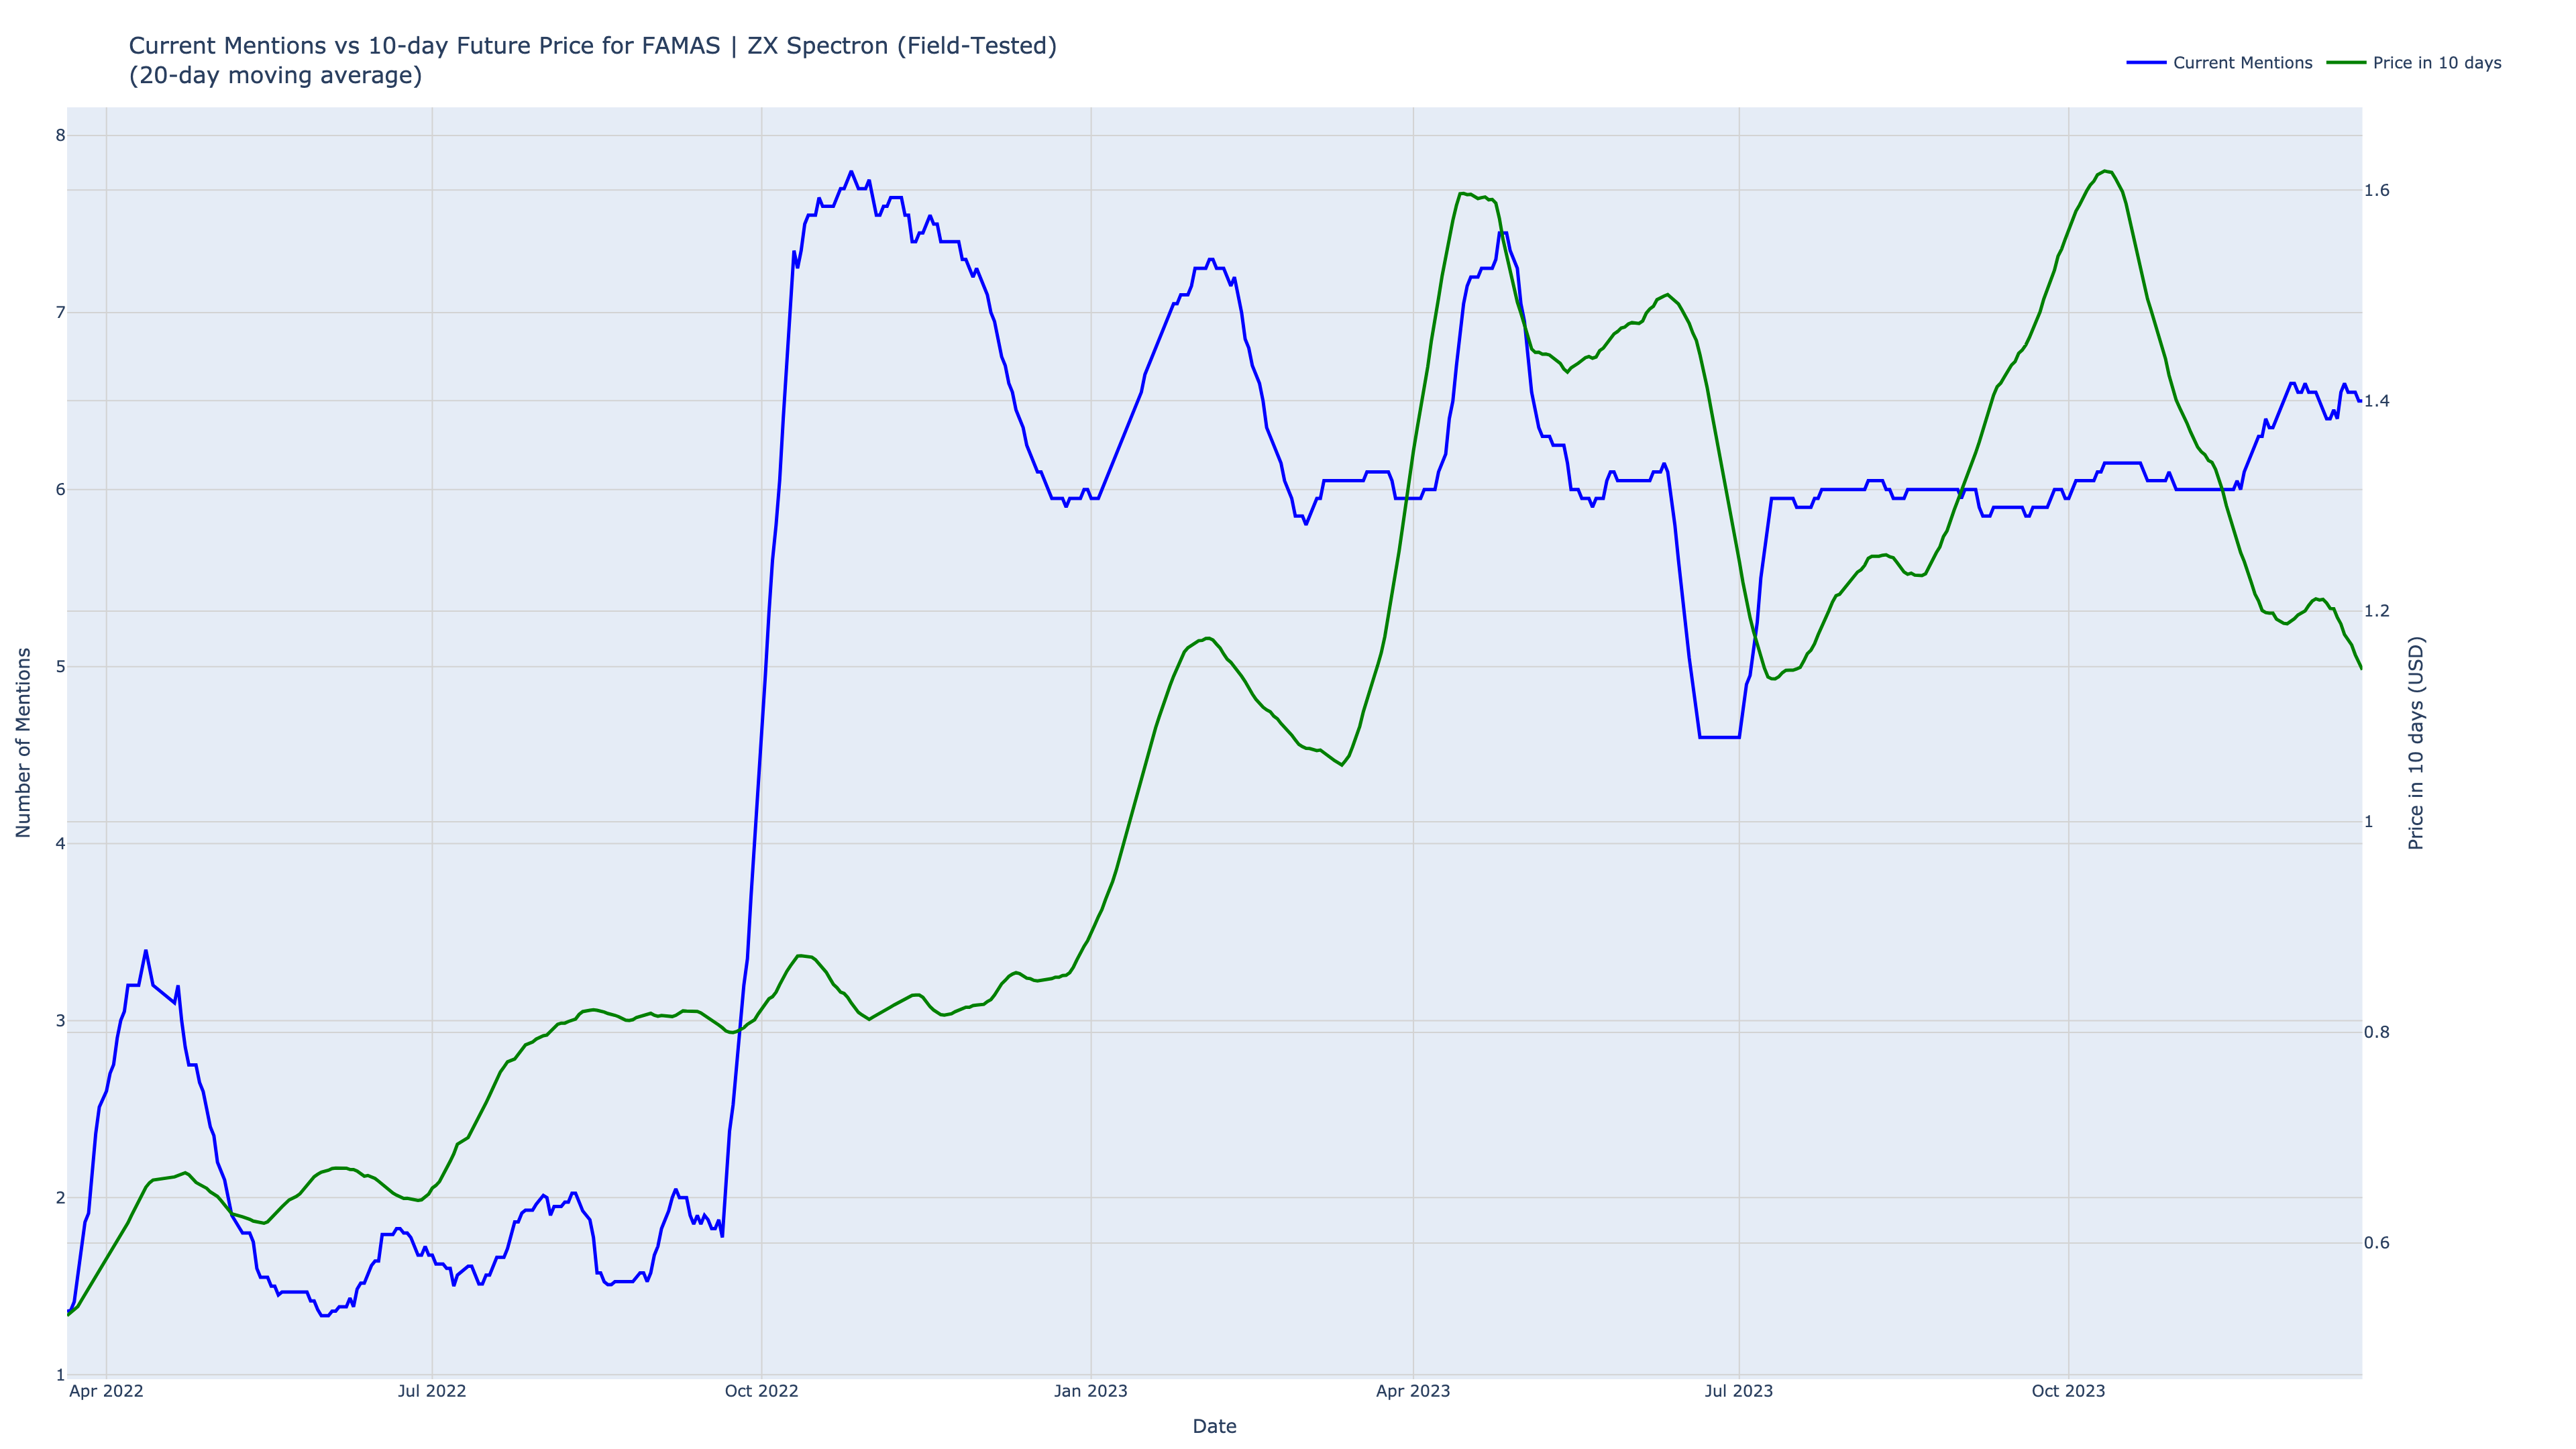 Current Mentions vs 10-day Future Price for FAMAS | ZX Spectron (Field-Tested)
(20-day moving average)
Current Mentions
Price in 10 days
Number of Mentions
8
7
6
5
4
3
2
1
1.6
1.4
1.2
1
0.8
0.6
Price in 10 days (USD)
Apr 2022
Jul 2022
Oct 2022
Jan 2023
Apr 2023
Jul 2023
Oct 2023
Date